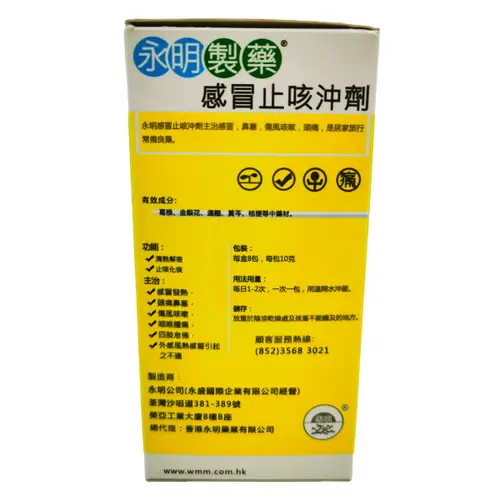 永明製藥®
感冒止咳沖劑
永明感冒止咳沖劑主治感冒，鼻塞，傷風咳嗽，頭痛，是居家旅行
常備良藥。
痛
有效成分:
葛根、金銀花、連翹、黃芩、桔梗等中藥材。
功能：
清熱解表
止咳化痰
主治：
感冒發熱，
頭痛鼻塞，
傷風咳嗽，
咽喉腫痛，
四肢怠倦，
外感風熱感冒引起
之不適
包裝：
每盒8包，每包10克
用法用量：
每日1-2次，一次一包，用溫開水沖服。
儲存：
放置於陰涼乾燥處及孩童不能觸及的地方。
顧客服務熱線:
(852)3568 3021
製造商：
永明公司(永盛國際企業有限公司經營)
荃灣沙咀道381-389號
榮亞工業大廈B樓B座
總代理：香港永明藥業有限公司
®
www.wmm.com.hk